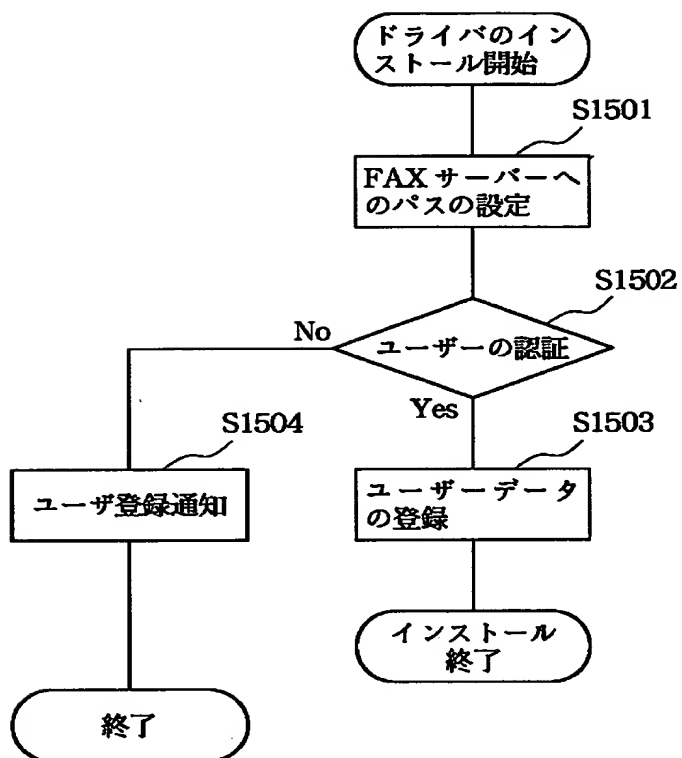 ドライバのイン
ストール開始
S1501
FAXサーバーへ
のパスの設定
S1502
ユーザーの認証
No
Yes
S1504
S1503
ユーザ登録通知
ユーザーデータ
の登録
インストール
終了
終了